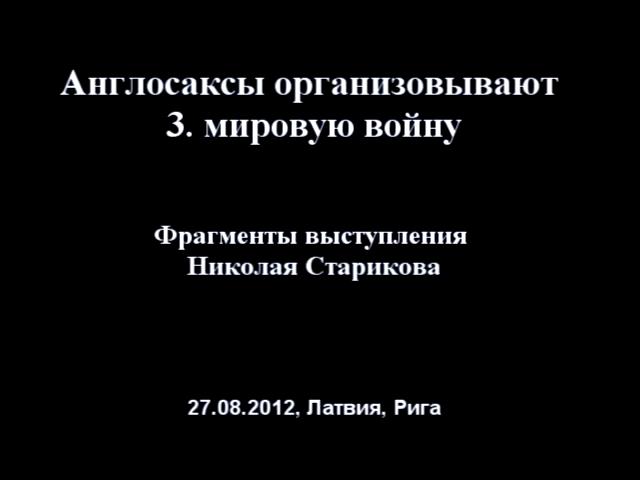 Англосаксы организовывают
3. мировую войну
Фрагменты выступления
Николая Старикова
27.08.2012, Латвия, Рига